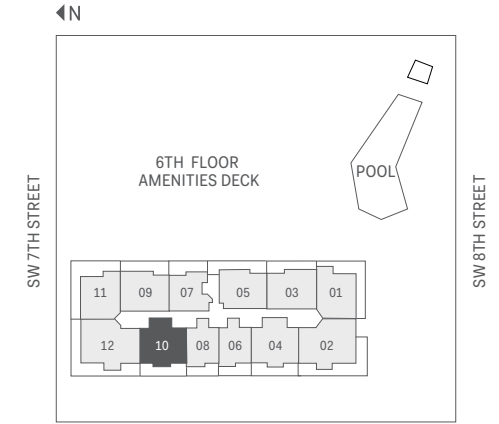 N
6TH FLOOR
AMENITIES DECK
POOL
SW 7TH STREET
SW 8TH STREET
11 09 07 05 03 01
12 10 08 06 04 02